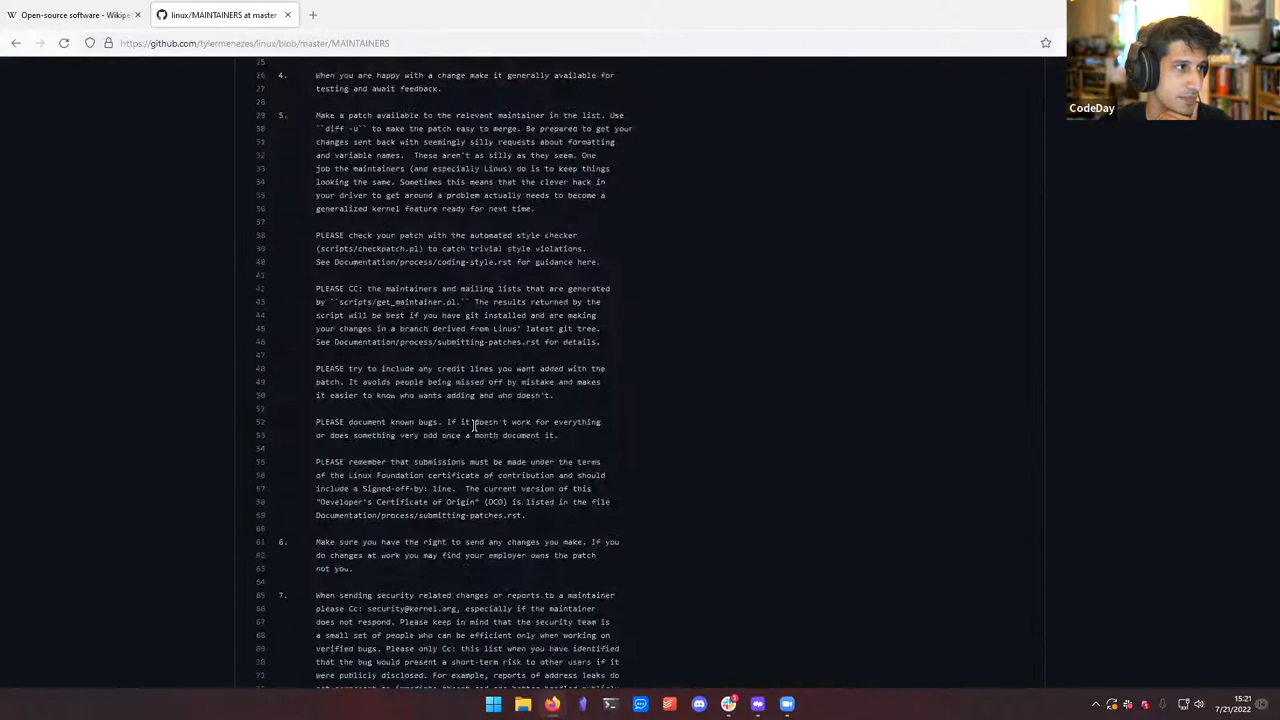 Open-source software - Wikipe
linux/MAINTAINERS at master
https://github.com/tylermenezes/linux/blob/master/MAINTAINERS
CodeDay
25
26 4. When you are happy with a change make it generally available for
27 testing and await feedback.
28
29 5. Make a patch available to the relevant maintainer in the list. Use
30 ``diff -u`` to make the patch easy to merge. Be prepared to get your
31 changes sent back with seemingly silly requests about formatting
32 and variable names. These aren't as silly as they seem. One
33 job the maintainers (and especially Linus) do is to keep things
34 looking the same. Sometimes this means that the clever hack in
35 your driver to get around a problem actually needs to become a
36 generalized kernel feature ready for next time.
37
38 PLEASE check your patch with the automated style checker
39 (scripts/checkpatch.pl) to catch trivial style violations.
40 See Documentation/process/coding-style.rst for guidance here.
41
42 PLEASE CC: the maintainers and mailing lists that are generated
43 by ``scripts/get_maintainer.pl.`` The results returned by the
44 script will be best if you have git installed and are making
45 your changes in a branch derived from Linus' latest git tree.
46 See Documentation/process/submitting-patches.rst for details.
47
48 PLEASE try to include any credit lines you want added with the
49 patch. It avoids people being missed off by mistake and makes
50 it easier to know who wants adding and who doesn't.
51
52 PLEASE document known bugs. If it doesn't work for everything
53 or does something very odd once a month document it.
54
55 PLEASE remember that submissions must be made under the terms
56 of the Linux Foundation certificate of contribution and should
57 include a Signed-off-by: line. The current version of this
58 "Developer's Certificate of Origin" (DCO) is listed in the file
59 Documentation/process/submitting-patches.rst.
60
61 6. Make sure you have the right to send any changes you make. If you
62 do changes at work you may find your employer owns the patch
63 not you.
64
65 7. When sending security related changes or reports to a maintainer
66 please Cc: security@kernel.org, especially if the maintainer
67 does not respond. Please keep in mind that the security team is
68 a small set of people who can be efficient only when working on
69 verified bugs. Please only Cc: this list when you have identified
70 that the bug would present a short-term risk to other users if it
71 were publicly disclosed. For example, reports of address leaks do
15:21
7/21/2022